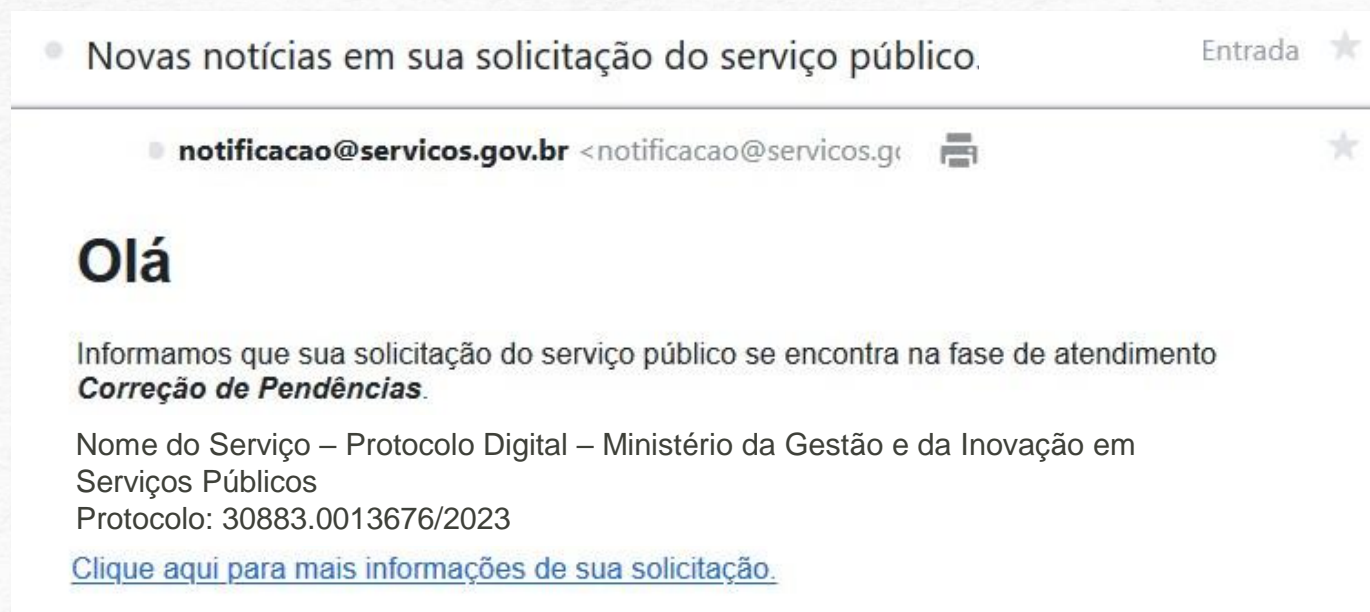 Novas notícias em sua solicitação do serviço público.
Entrada
notificacao@servicos.gov.br <notificacao@servicos.g
Olá
Informamos que sua solicitação do serviço público se encontra na fase de atendimento
Correção de Pendências.
Nome do Serviço – Protocolo Digital – Ministério da Gestão e da Inovação em
Serviços Públicos
Protocolo: 30883.0013676/2023
Clique aqui para mais informações de sua solicitação.